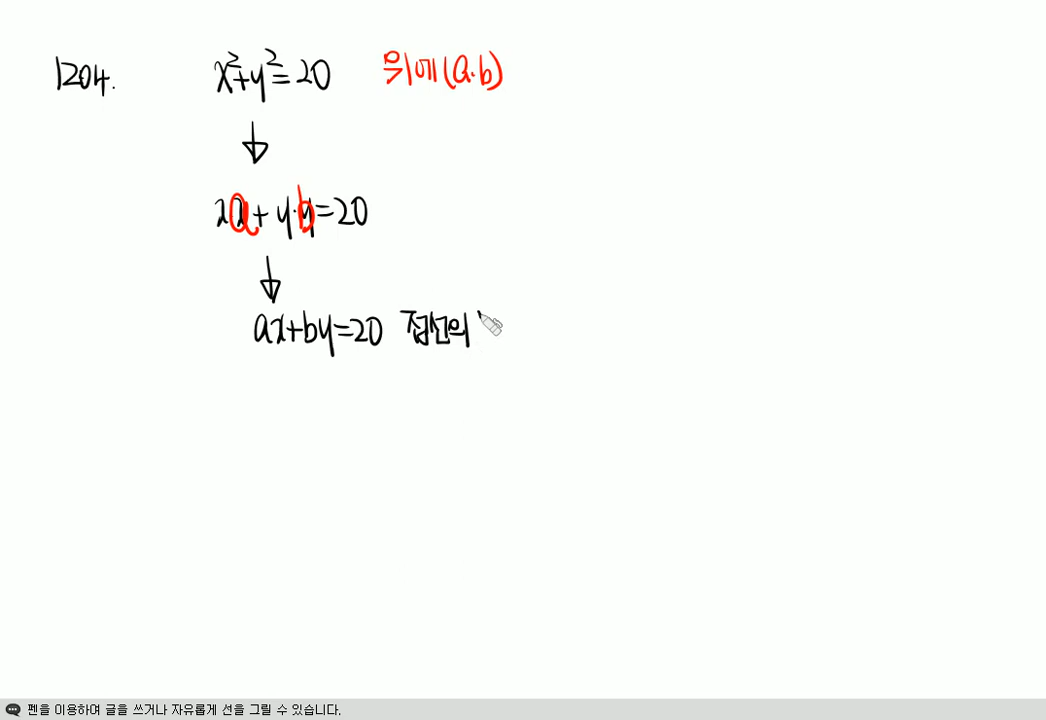 1204. x²+y²=20 위에 (a.b)
↓
xa+y·b=20
↓
ax+by=20 접선의
펜을 이용하여 글을 쓰거나 자유롭게 선을 그릴 수 있습니다.